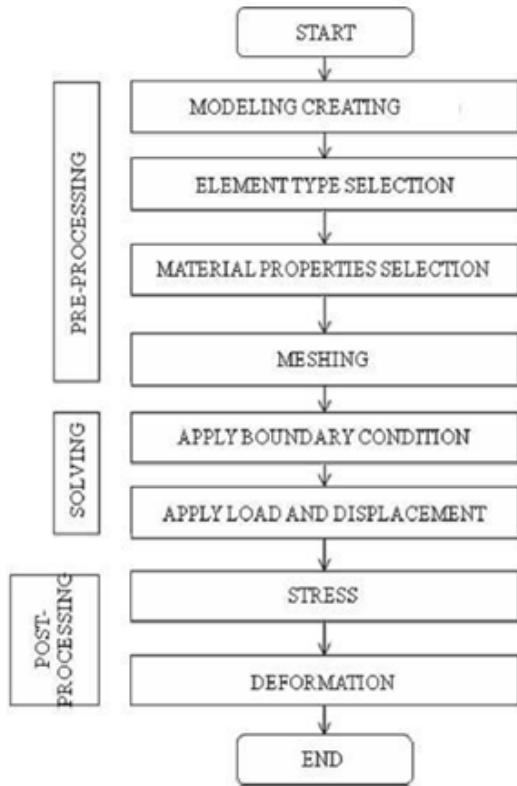 START
MODELING CREATING
ELEMENT TYPE SELECTION
MATERIAL PROPERTIES SELECTION
MESHING
APPLY BOUNDARY CONDITION
APPLY LOAD AND DISPLACEMENT
STRESS
DEFORMATION
END
PRE-PROCESSING
SOLVING
POST-
PROCESSING